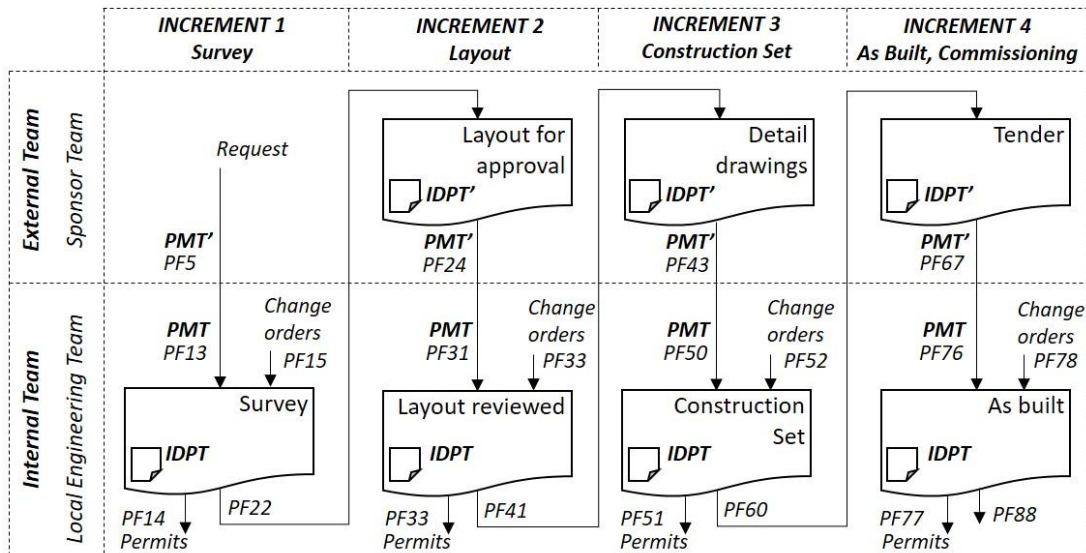 INCREMENT 1
Survey
INCREMENT 2
Layout
INCREMENT 3
Construction Set
INCREMENT 4
As Built, Commissioning
External Team
Sponsor Team
Request
PMT’
PF5
Layout for
approval
IDPT’
PMT’
PF24
Detail
drawings
IDPT’
PMT’
PF43
Tender
IDPT’
PMT’
PF67
Internal Team
Local Engineering Team
PMT
PF13
Change
orders
PF15
Survey
IDPT
PF14
Permits
PF22
PMT
PF31
Change
orders
PF33
Layout reviewed
IDPT
PF33
Permits
PF41
PMT
PF50
Change
orders
PF52
Construction
Set
IDPT
PF51
Permits
PF60
PMT
PF76
Change
orders
PF78
As built
IDPT
PF77
Permits
PF88